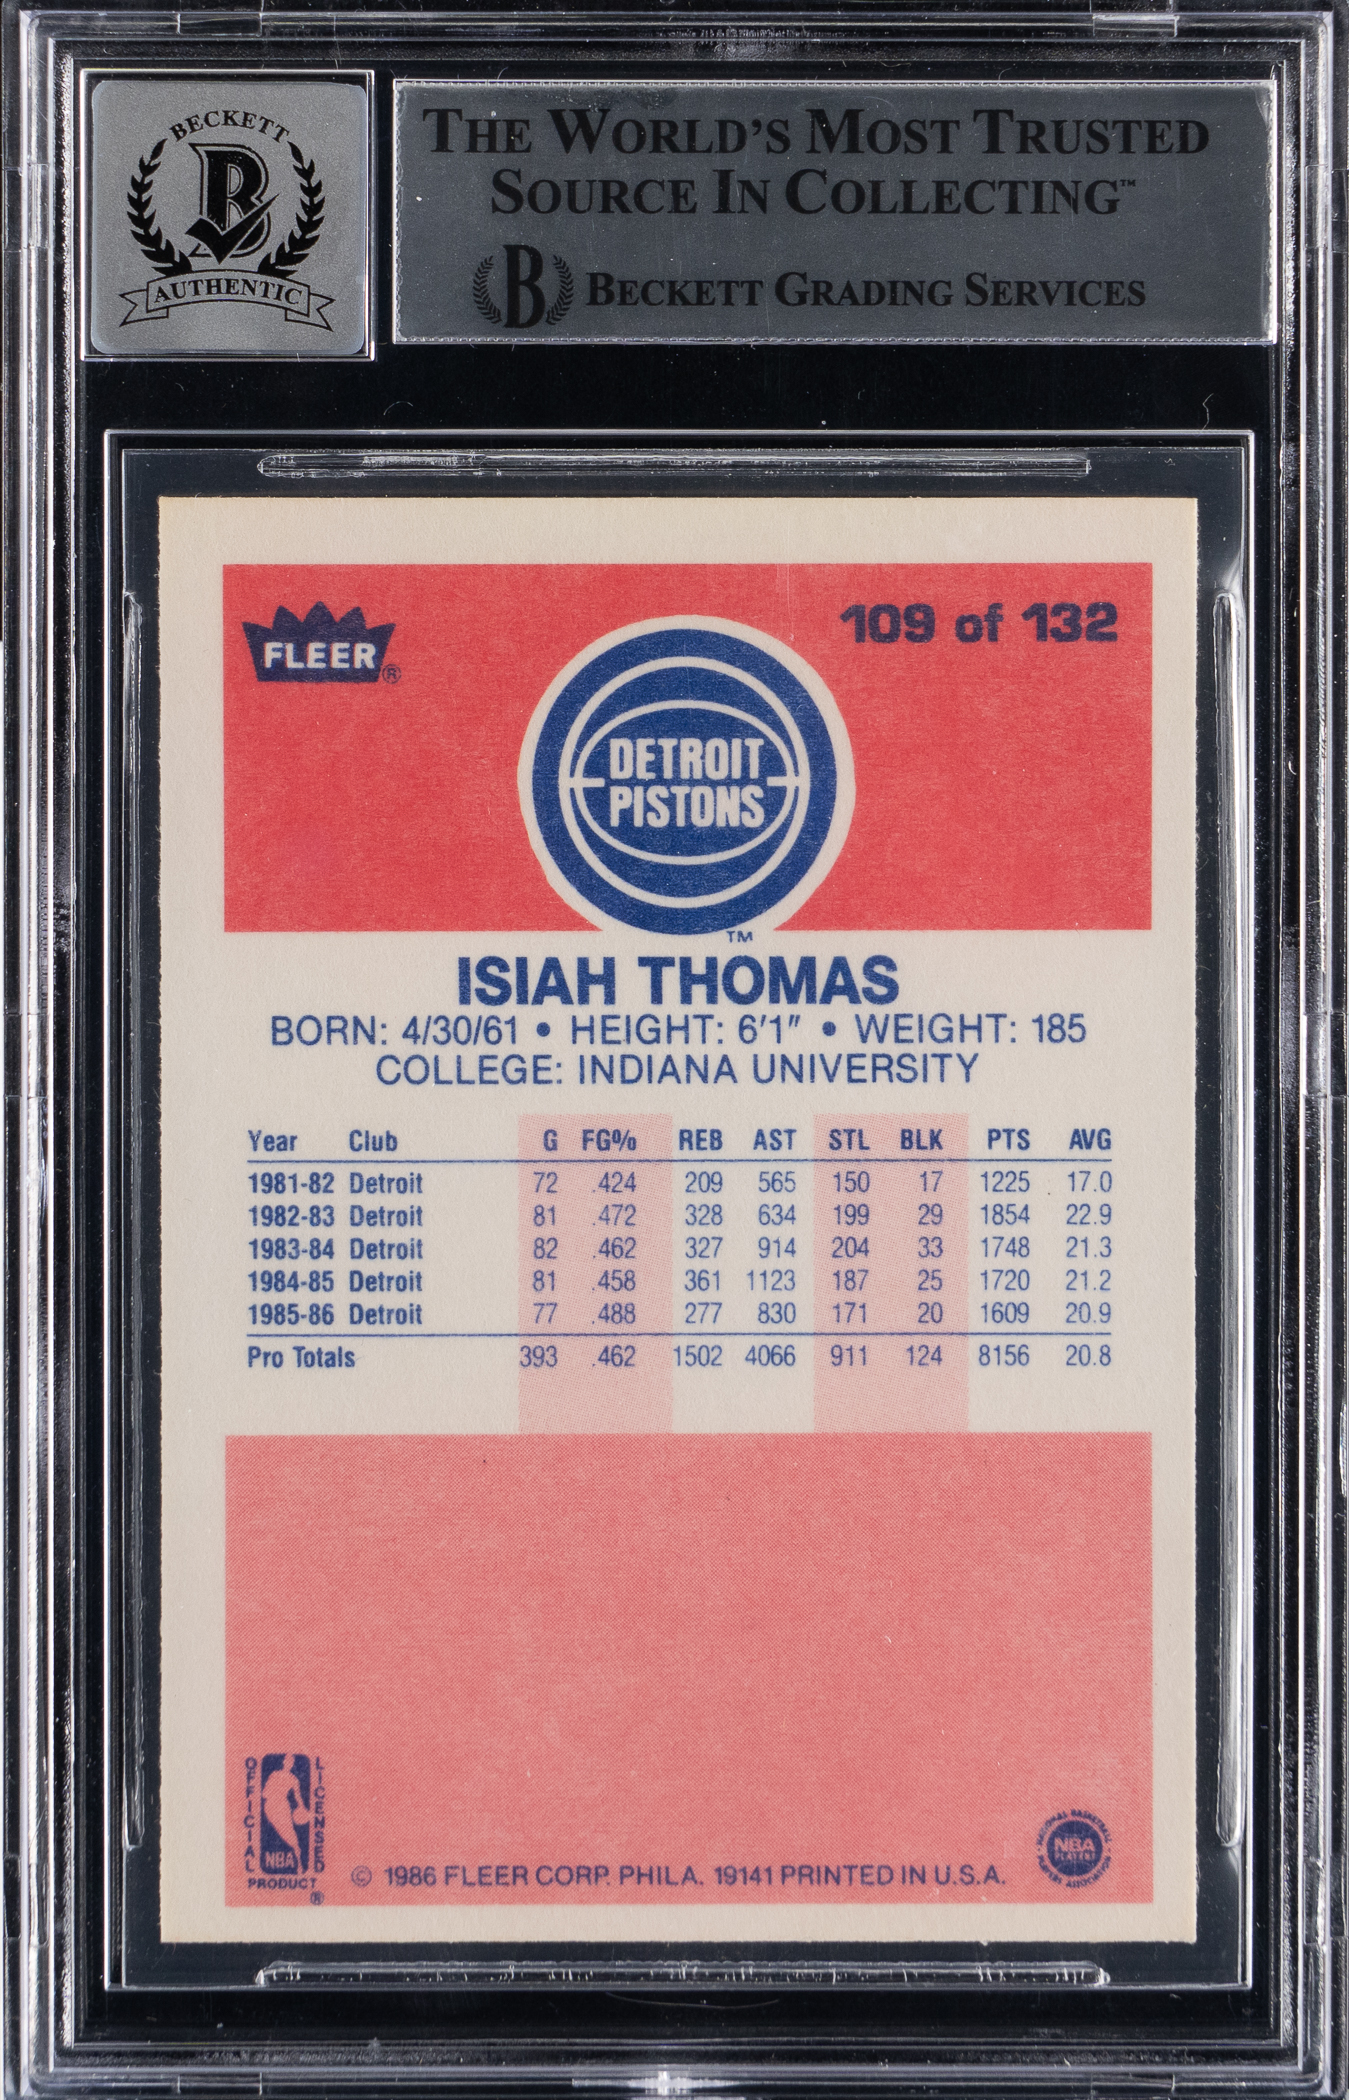 BECKETT
B
AUTHENTIC
THE WORLD'S MOST TRUSTED
SOURCE IN COLLECTING™
B BECKETT GRADING SERVICES
FLEER®
109 of 132
DETROIT
PISTONS
TM
ISIAH THOMAS
BORN: 4/30/61 • HEIGHT: 6'1" • WEIGHT: 185
COLLEGE: INDIANA UNIVERSITY
Year Club G FG% REB AST STL BLK PTS AVG
1981-82 Detroit 72 .424 209 565 150 17 1225 17.0
1982-83 Detroit 81 .472 328 634 199 29 1854 22.9
1983-84 Detroit 82 .462 327 914 204 33 1748 21.3
1984-85 Detroit 81 .458 361 1123 187 25 1720 21.2
1985-86 Detroit 77 .488 277 830 171 20 1609 20.9
Pro Totals 393 .462 1502 4066 911 124 8156 20.8
OFFICIAL LICENSED
NBA
PRODUCT®
© 1986 FLEER CORP. PHILA. 19141 PRINTED IN U.S.A.
NATIONAL BASKETBALL
NBA
PLAYERS
ASSOCIATION